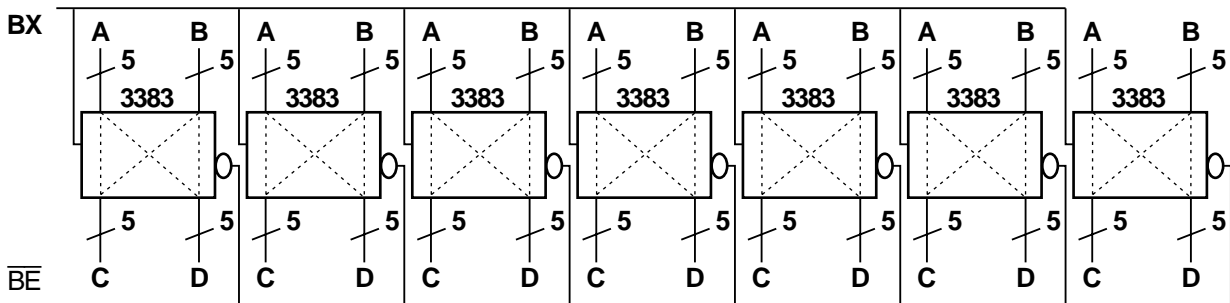 BX A B A B A B A B A B A B A B
5 5 5 5 5 5 5 5 5 5 5 5 5 5
3383 3383 3383 3383 3383 3383 3383
5 5 5 5 5 5 5 5 5 5 5 5 5 5
BE C D C D C D C D C D C D C D